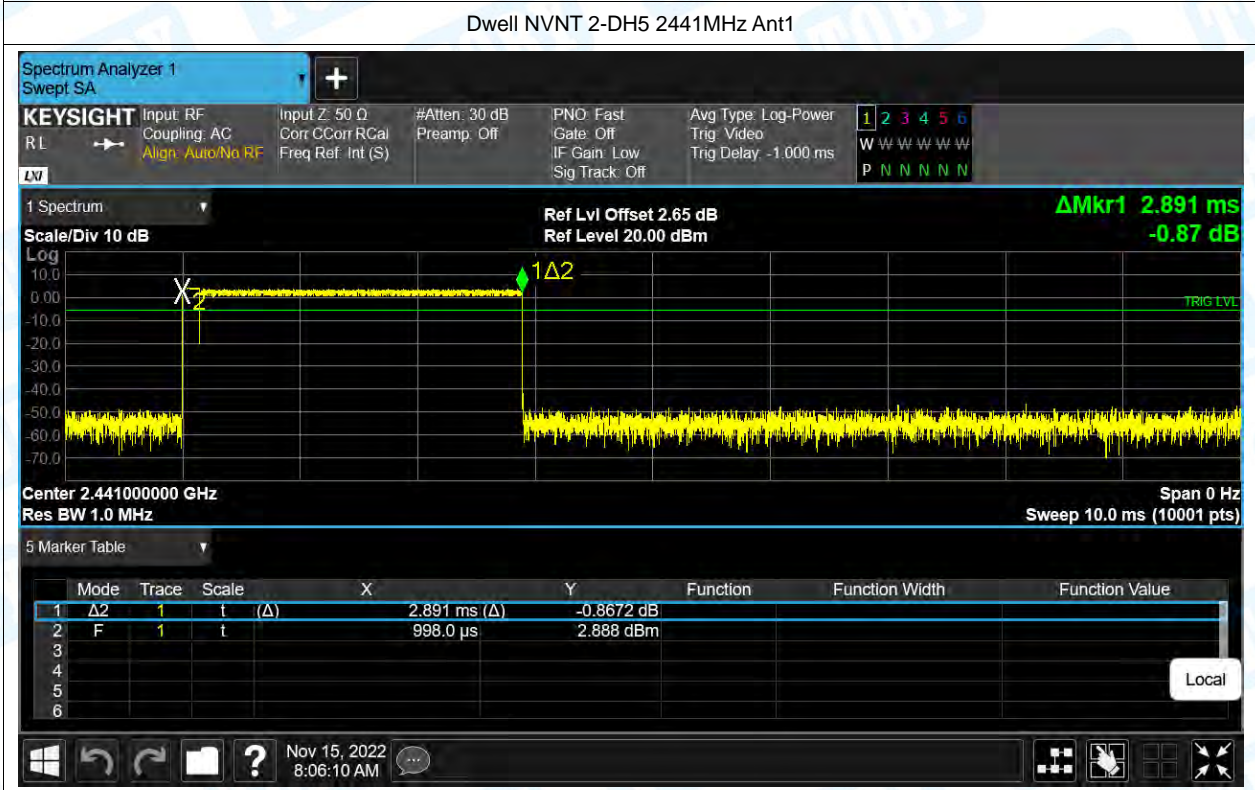 Dwell NVNT 2-DH5 2441MHz Ant1
Spectrum Analyzer 1
Swept SA
+
KEYSIGHT Input: RF Input Z: 50 Ω #Atten: 30 dB PNO: Fast Avg Type: Log-Power 1 2 3 4 5 6
RL Coupling: AC Corr CCorr RCal Preamp: Off Gate: Off Trig: Video W W W W W W
Align: Auto/No RF Freq Ref: Int (S) IF Gain: Low Trig Delay: -1.000 ms
LXI Sig Track: Off P N N N N N
1 Spectrum Ref Lvl Offset 2.65 dB ΔMkr1 2.891 ms
Scale/Div 10 dB Ref Level 20.00 dBm -0.87 dB
Log
1Δ2
10.0
0.00
X2
TRIG LVL
-10.0
-20.0
-30.0
-40.0
-50.0
-60.0
-70.0
Center 2.441000000 GHz Span 0 Hz
Res BW 1.0 MHz Sweep 10.0 ms (10001 pts)
5 Marker Table
Mode Trace Scale X Y Function Function Width Function Value
1 Δ2 1 t (Δ) 2.891 ms (Δ) -0.8672 dB
2 F 1 t 998.0 µs 2.888 dBm
3
4
5
6
Local
? Nov 15, 2022
8:06:10 AM